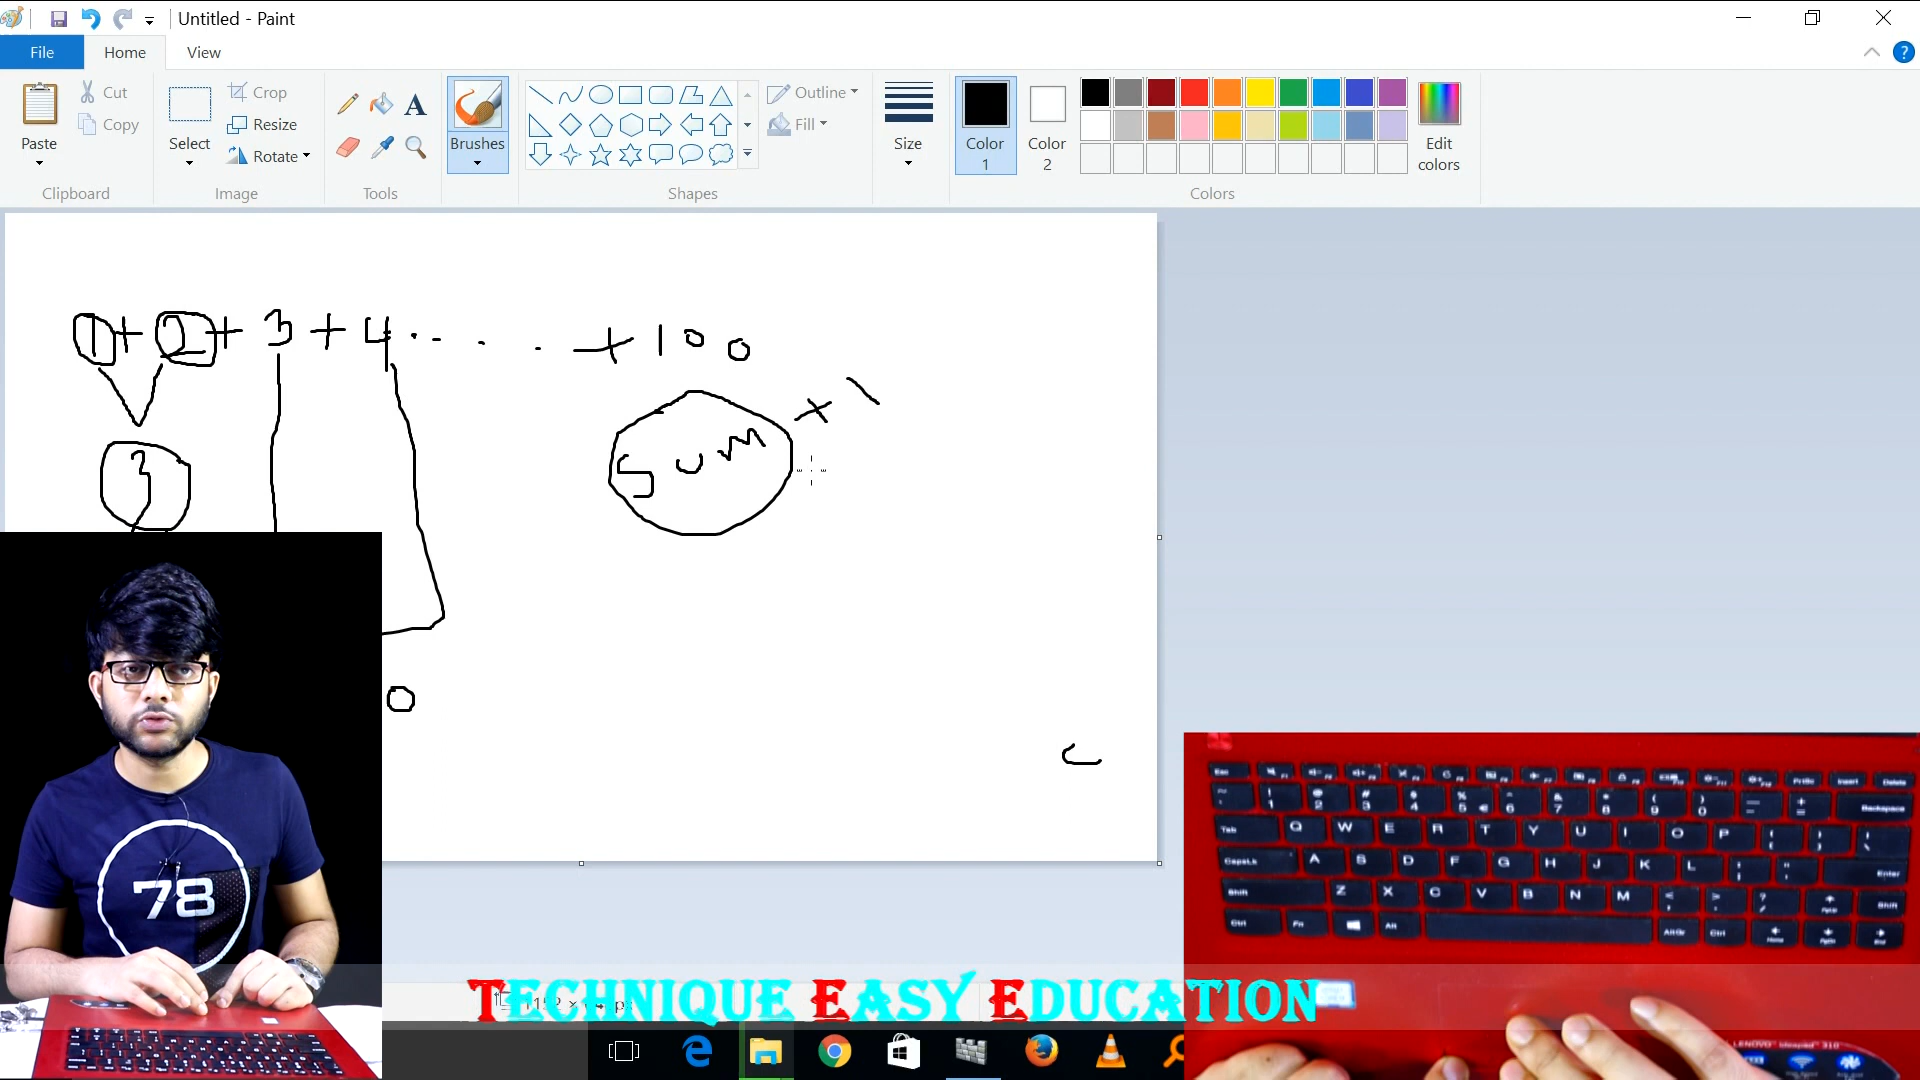 Untitled - Paint
File Home View
Paste
Cut
Copy
Clipboard
Select
Crop
Resize
Rotate
Image
Tools
Brushes
Shapes
Outline
Fill
Size
Color 1
Color 2
Edit colors
Colors
1 + 2 + 3 + 4 . - . . + 100
3
SUM + 1
0
78
TECHNIQUE EASY EDUCATION
Q W E R T Y U I O P
A S D F G H J K L
Z X C V B N M